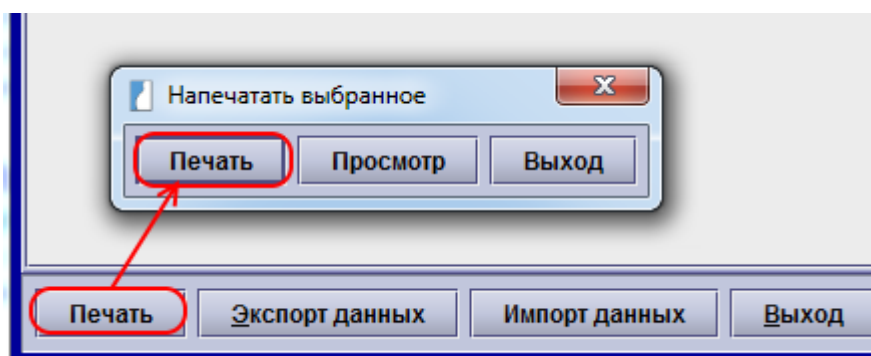 Напечатать выбранное
Печать Просмотр Выход
Печать Экспорт данных Импорт данных Выход